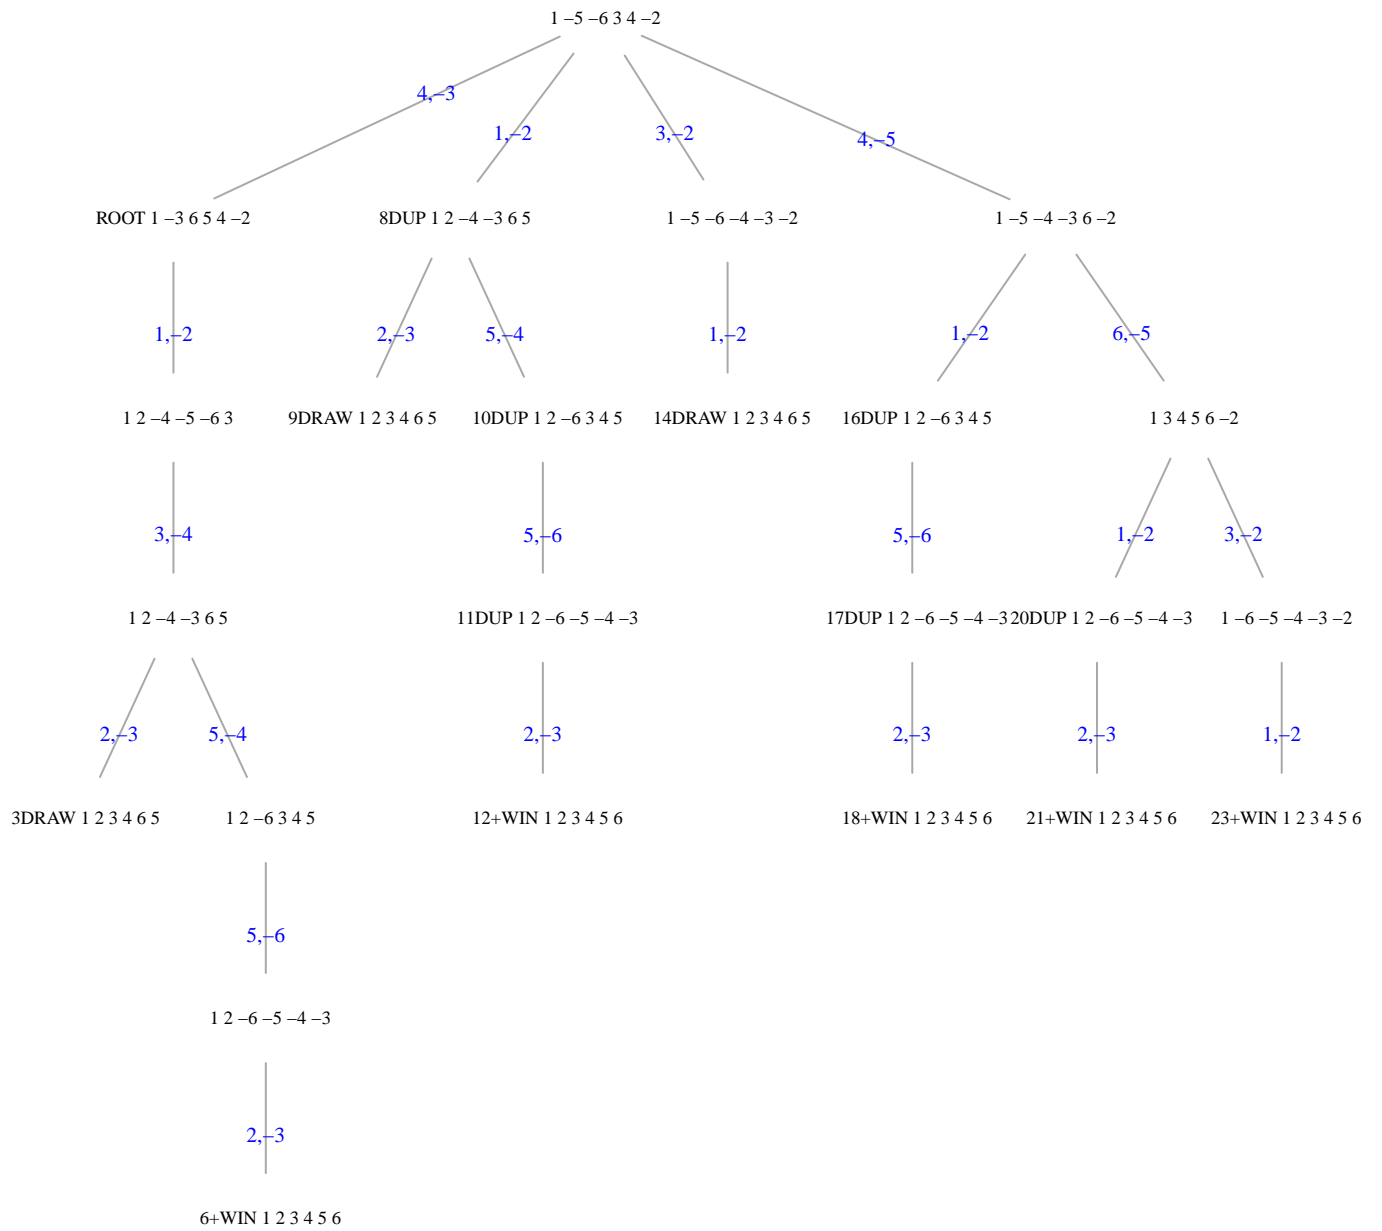 1 –5 –6 3 4 –2
4,–3
1,–2
3,–2
4,–5
ROOT 1 –3 6 5 4 –2
8DUP 1 2 –4 –3 6 5
1 –5 –6 –4 –3 –2
1 –5 –4 –3 6 –2
1,–2
2,–3
5,–4
1,–2
1,–2
6,–5
1 2 –4 –5 –6 3
9DRAW 1 2 3 4 6 5
10DUP 1 2 –6 3 4 5
14DRAW 1 2 3 4 6 5
16DUP 1 2 –6 3 4 5
1 3 4 5 6 –2
3,–4
5,–6
5,–6
1,–2
3,–2
1 2 –4 –3 6 5
11DUP 1 2 –6 –5 –4 –3
17DUP 1 2 –6 –5 –4 –3
20DUP 1 2 –6 –5 –4 –3
1 –6 –5 –4 –3 –2
2,–3
5,–4
2,–3
2,–3
2,–3
1,–2
3DRAW 1 2 3 4 6 5
1 2 –6 3 4 5
12+WIN 1 2 3 4 5 6
18+WIN 1 2 3 4 5 6
21+WIN 1 2 3 4 5 6
23+WIN 1 2 3 4 5 6
5,–6
1 2 –6 –5 –4 –3
2,–3
6+WIN 1 2 3 4 5 6